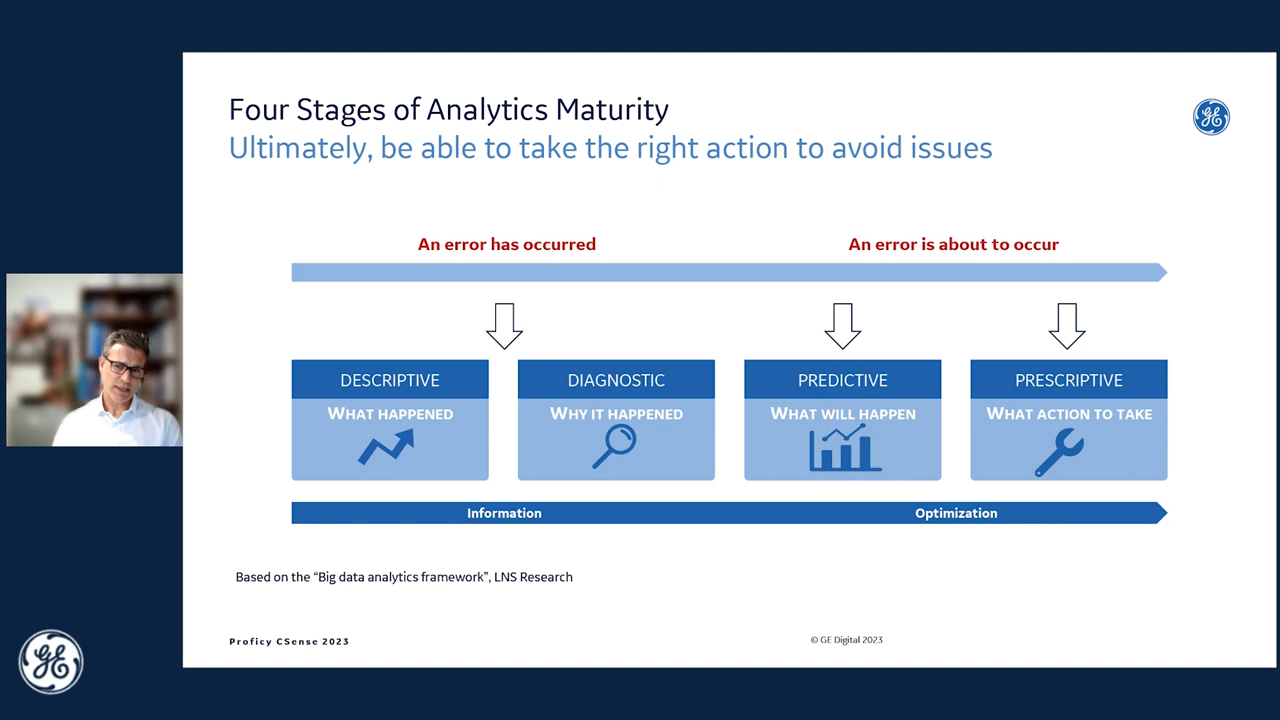 Four Stages of Analytics Maturity
Ultimately, be able to take the right action to avoid issues
GE
An error has occurred
An error is about to occur
DESCRIPTIVE
WHAT HAPPENED
DIAGNOSTIC
WHY IT HAPPENED
PREDICTIVE
WHAT WILL HAPPEN
PRESCRIPTIVE
WHAT ACTION TO TAKE
Information
Optimization
Based on the “Big data analytics framework”, LNS Research
Proficy CSense 2023
© GE Digital 2023
GE